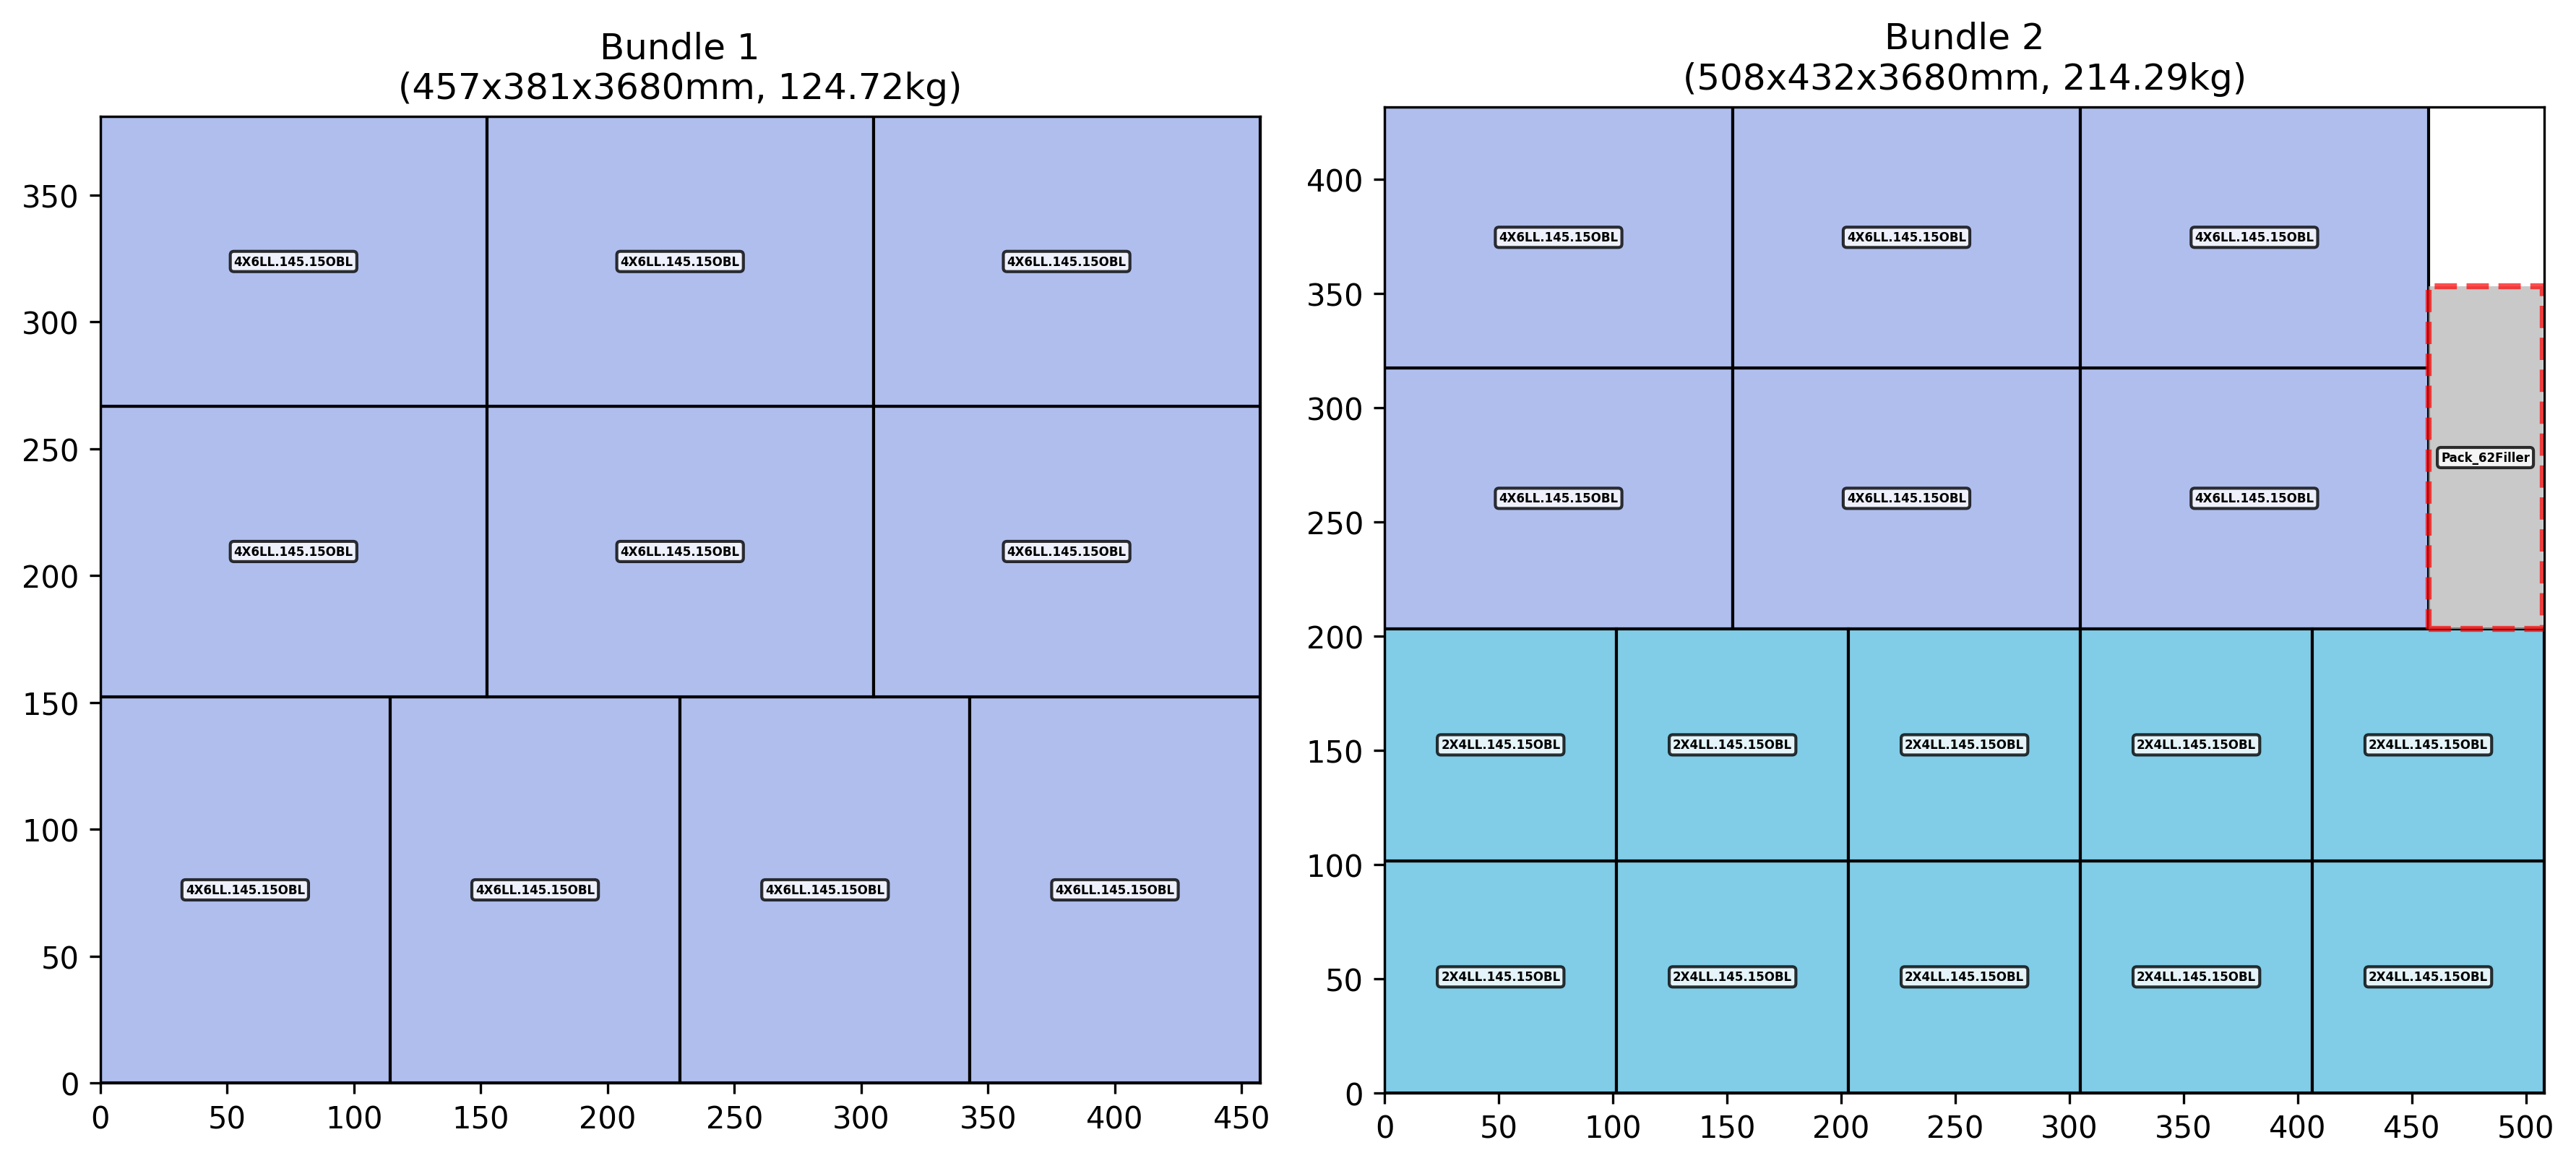 Bundle 1
(457x381x3680mm, 124.72kg)
350
300
250
200
150
100
50
0
4X6LL.145.15OBL
4X6LL.145.15OBL
4X6LL.145.15OBL
4X6LL.145.15OBL
4X6LL.145.15OBL
4X6LL.145.15OBL
4X6LL.145.15OBL
4X6LL.145.15OBL
4X6LL.145.15OBL
4X6LL.145.15OBL
0 50 100 150 200 250 300 350 400 450
Bundle 2
(508x432x3680mm, 214.29kg)
400
350
300
250
200
150
100
50
0
4X6LL.145.15OBL
4X6LL.145.15OBL
4X6LL.145.15OBL
Pack_62Filler
4X6LL.145.15OBL
4X6LL.145.15OBL
4X6LL.145.15OBL
2X4LL.145.15OBL
2X4LL.145.15OBL
2X4LL.145.15OBL
2X4LL.145.15OBL
2X4LL.145.15OBL
2X4LL.145.15OBL
2X4LL.145.15OBL
2X4LL.145.15OBL
2X4LL.145.15OBL
2X4LL.145.15OBL
0 50 100 150 200 250 300 350 400 450 500